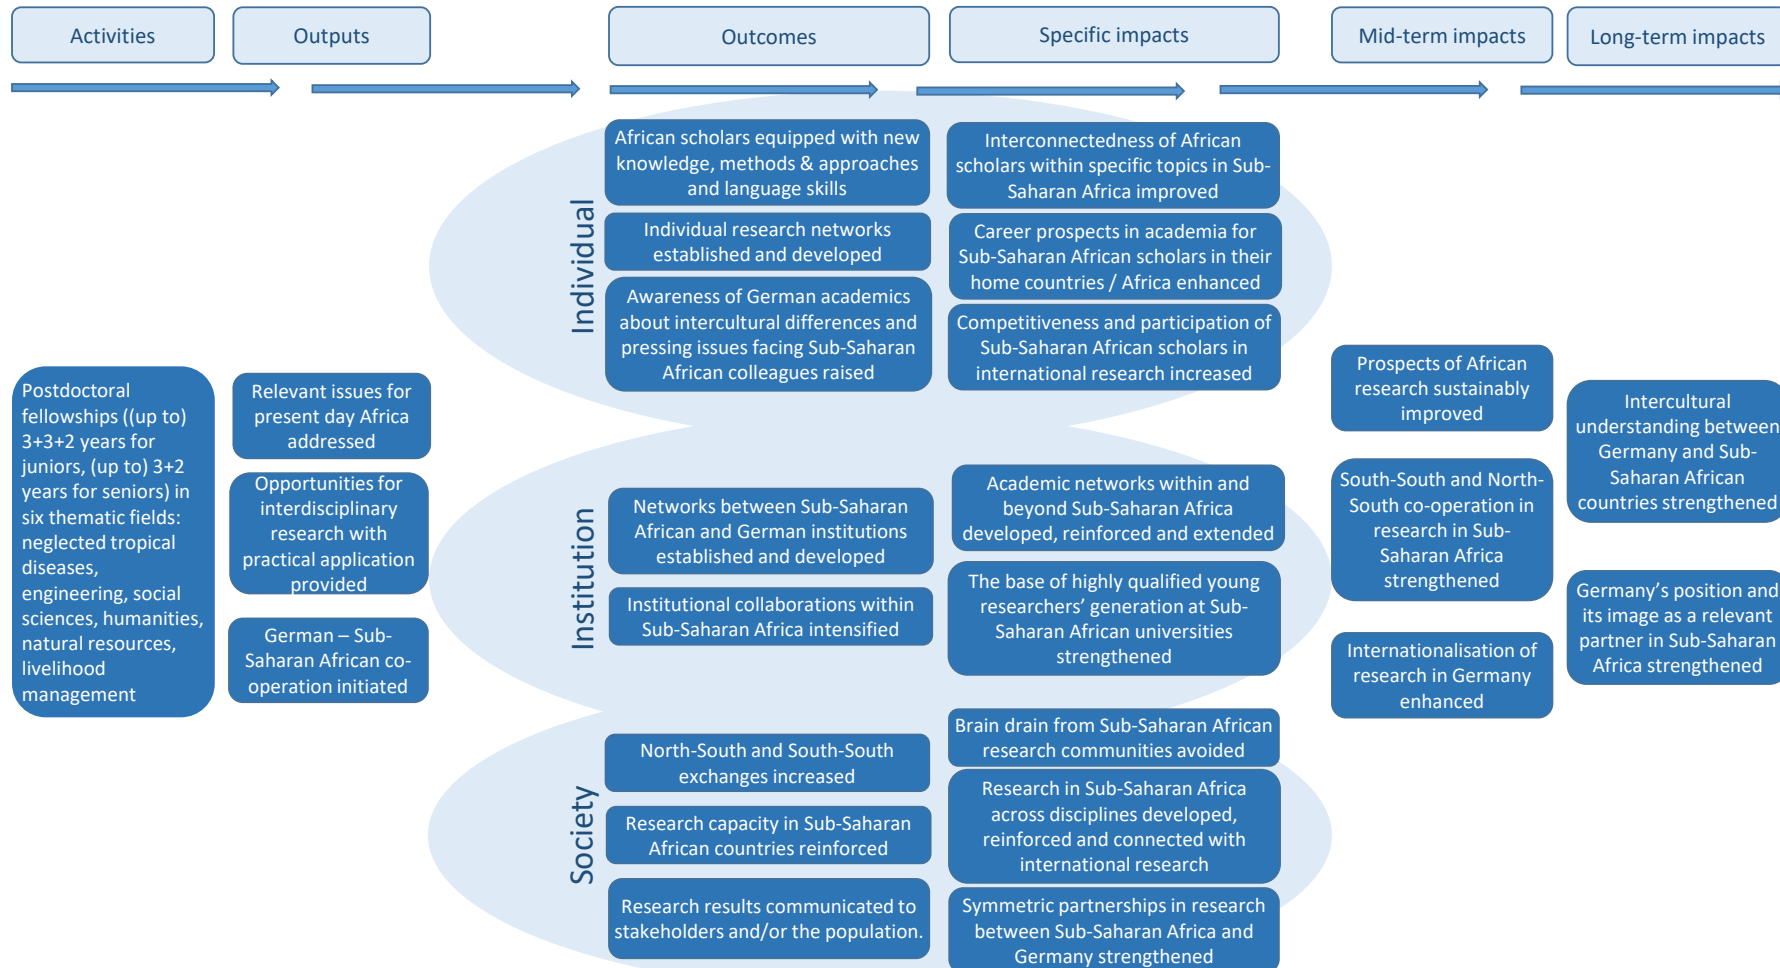 Activities
Outputs
Outcomes
Specific impacts
Mid-term impacts
Long-term impacts
Postdoctoral
fellowships ((up to)
3+3+2 years for
juniors, (up to) 3+2
years for seniors) in
six thematic fields:
neglected tropical
diseases,
engineering, social
sciences, humanities,
natural resources,
livelihood
management
Relevant issues for
present day Africa
addressed
Opportunities for
interdisciplinary
research with
practical application
provided
German – Sub-
Saharan African co-
operation initiated
Individual
African scholars equipped with new
knowledge, methods & approaches
and language skills
Individual research networks
established and developed
Awareness of German academics
about intercultural differences and
pressing issues facing Sub-Saharan
African colleagues raised
Interconnectedness of African
scholars within specific topics in Sub-
Saharan Africa improved
Career prospects in academia for
Sub-Saharan African scholars in their
home countries / Africa enhanced
Competitiveness and participation of
Sub-Saharan African scholars in
international research increased
Institution
Networks between Sub-Saharan
African and German institutions
established and developed
Institutional collaborations within
Sub-Saharan Africa intensified
Academic networks within and
beyond Sub-Saharan Africa
developed, reinforced and extended
The base of highly qualified young
researchers’ generation at Sub-
Saharan African universities
strengthened
Society
North-South and South-South
exchanges increased
Research capacity in Sub-Saharan
African countries reinforced
Research results communicated to
stakeholders and/or the population.
Brain drain from Sub-Saharan African
research communities avoided
Research in Sub-Saharan Africa
across disciplines developed,
reinforced and connected with
international research
Symmetric partnerships in research
between Sub-Saharan Africa and
Germany strengthened
Prospects of African
research sustainably
improved
South-South and North-
South co-operation in
research in Sub-
Saharan Africa
strengthened
Internationalisation of
research in Germany
enhanced
Intercultural
understanding between
Germany and Sub-
Saharan African
countries strengthened
Germany’s position and
its image as a relevant
partner in Sub-Saharan
Africa strengthened